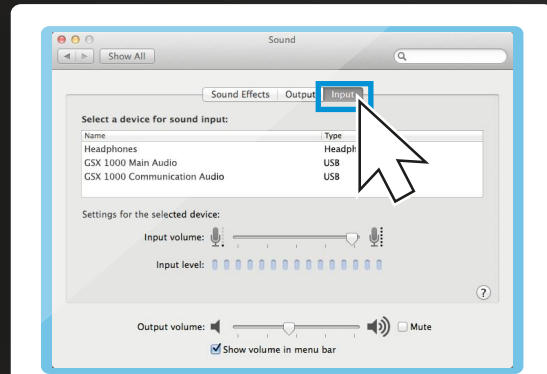 Sound
Show All
Sound Effects Output Input
Select a device for sound input:
Name Type
Headphones
GSX 1000 Main Audio USB
GSX 1000 Communication Audio USB
Settings for the selected device:
Input volume:
Input level:
?
Output volume: Mute
Show volume in menu bar